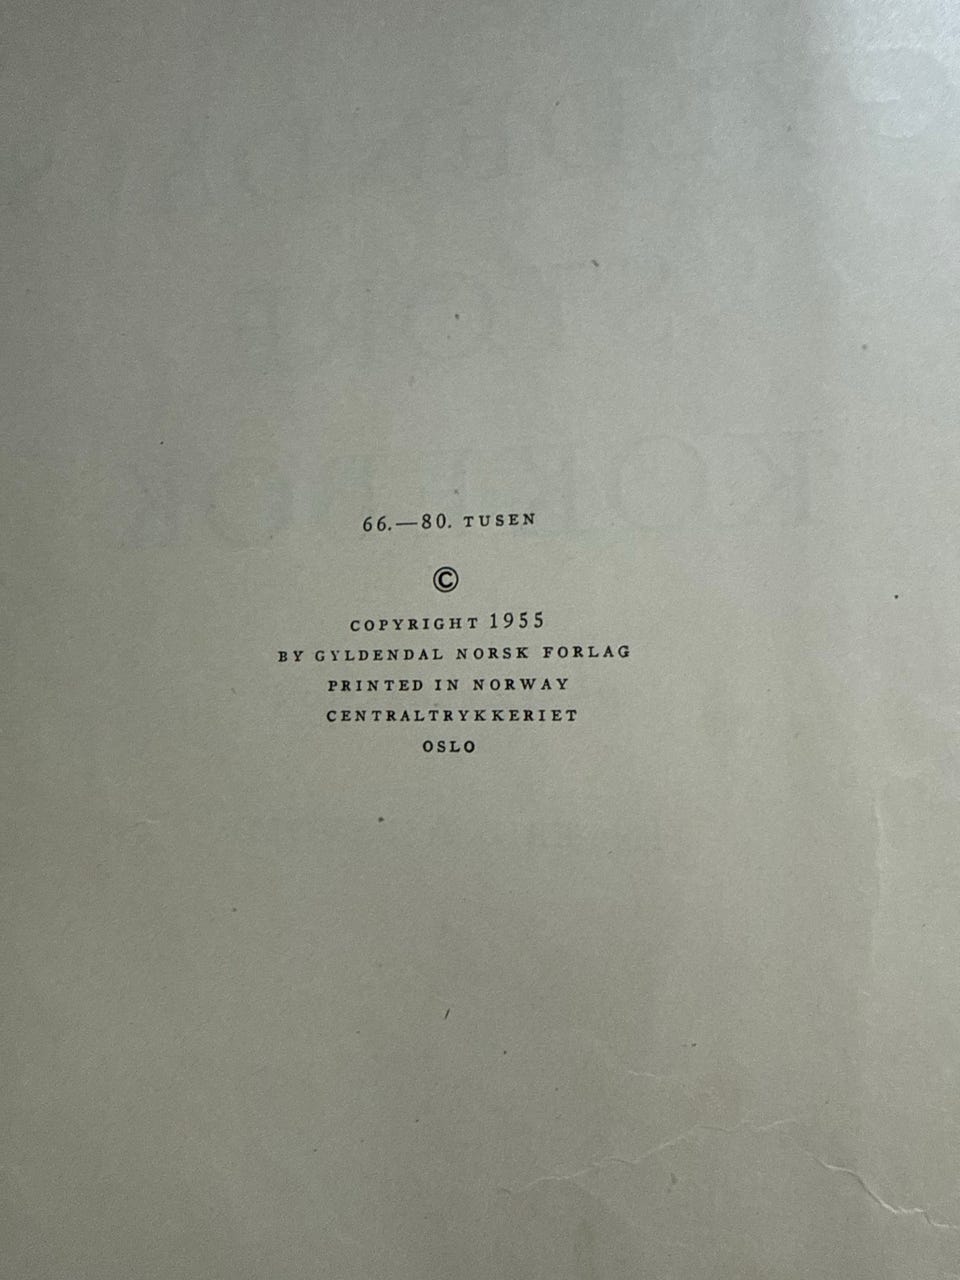 66.—80. TUSEN
©
COPYRIGHT 1955
BY GYLDENDAL NORSK FORLAG
PRINTED IN NORWAY
CENTRALTRYKKERIET
OSLO